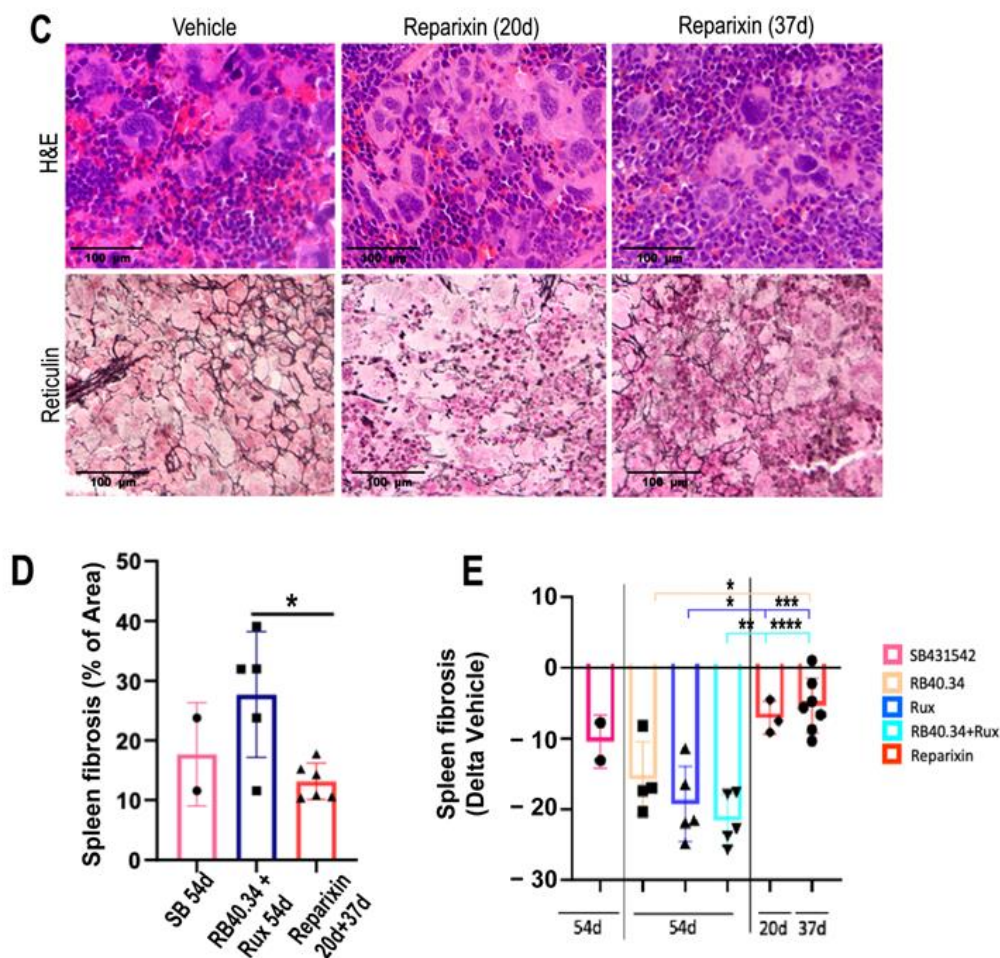 C
Vehicle
Reparixin (20d)
Reparixin (37d)
H&E
100 µm
300 µm
100 µm
Reticulin
100 µm
100 µm
100 µm
D
Spleen fibrosis (% of Area)
50
40
30
20
10
0
*
SB 54d
RB40.34 +
Rux 54d
Reparixin
20d+37d
E
Spleen fibrosis
(Delta Vehicle)
10
0
− 10
− 20
− 30
*
* ***
** ****
54d
54d
20d
37d
SB431542
RB40.34
Rux
RB40.34+Rux
Reparixin